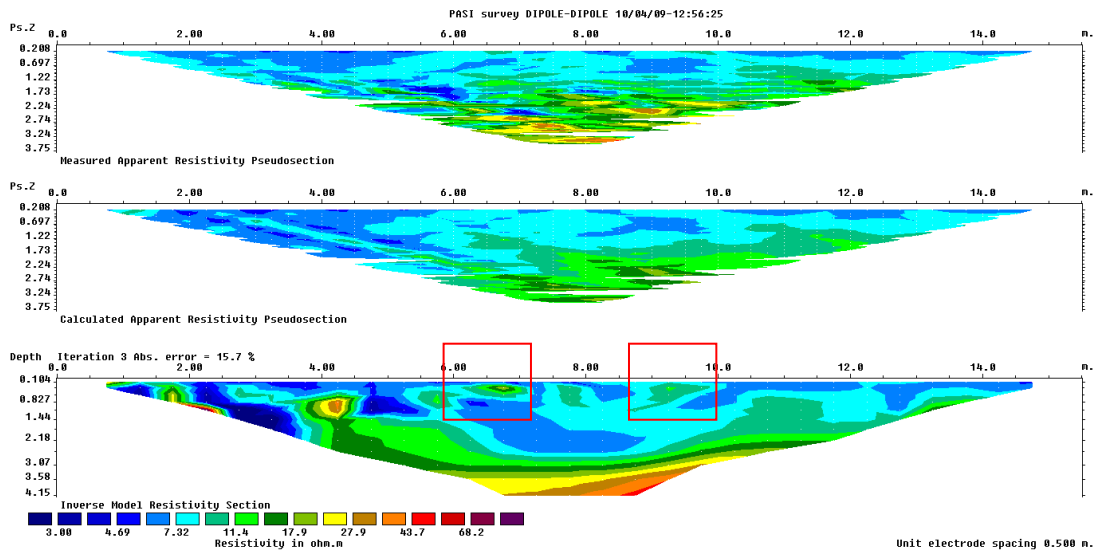 PASI survey DIPOLE-DIPOLE 10/04/09-12:56:25
Ps.Z 0.0 2.00 4.00 6.00 8.00 10.0 12.0 14.0 m.
0.208
0.697
1.22
1.73
2.24
2.74
3.24
3.75
Measured Apparent Resistivity Pseudosection
Ps.Z 0.0 2.00 4.00 6.00 8.00 10.0 12.0 14.0 m.
0.208
0.697
1.22
1.73
2.24
2.74
3.24
3.75
Calculated Apparent Resistivity Pseudosection
Depth Iteration 3 Abs. error = 15.7 %
0.0 2.00 4.00 6.00 8.00 10.0 12.0 14.0 m.
0.104
0.827
1.44
2.18
3.07
3.58
4.15
Inverse Model Resistivity Section
3.00 4.69 7.32 11.4 17.9 27.9 43.7 68.2
Resistivity in ohm.m
Unit electrode spacing 0.500 m.